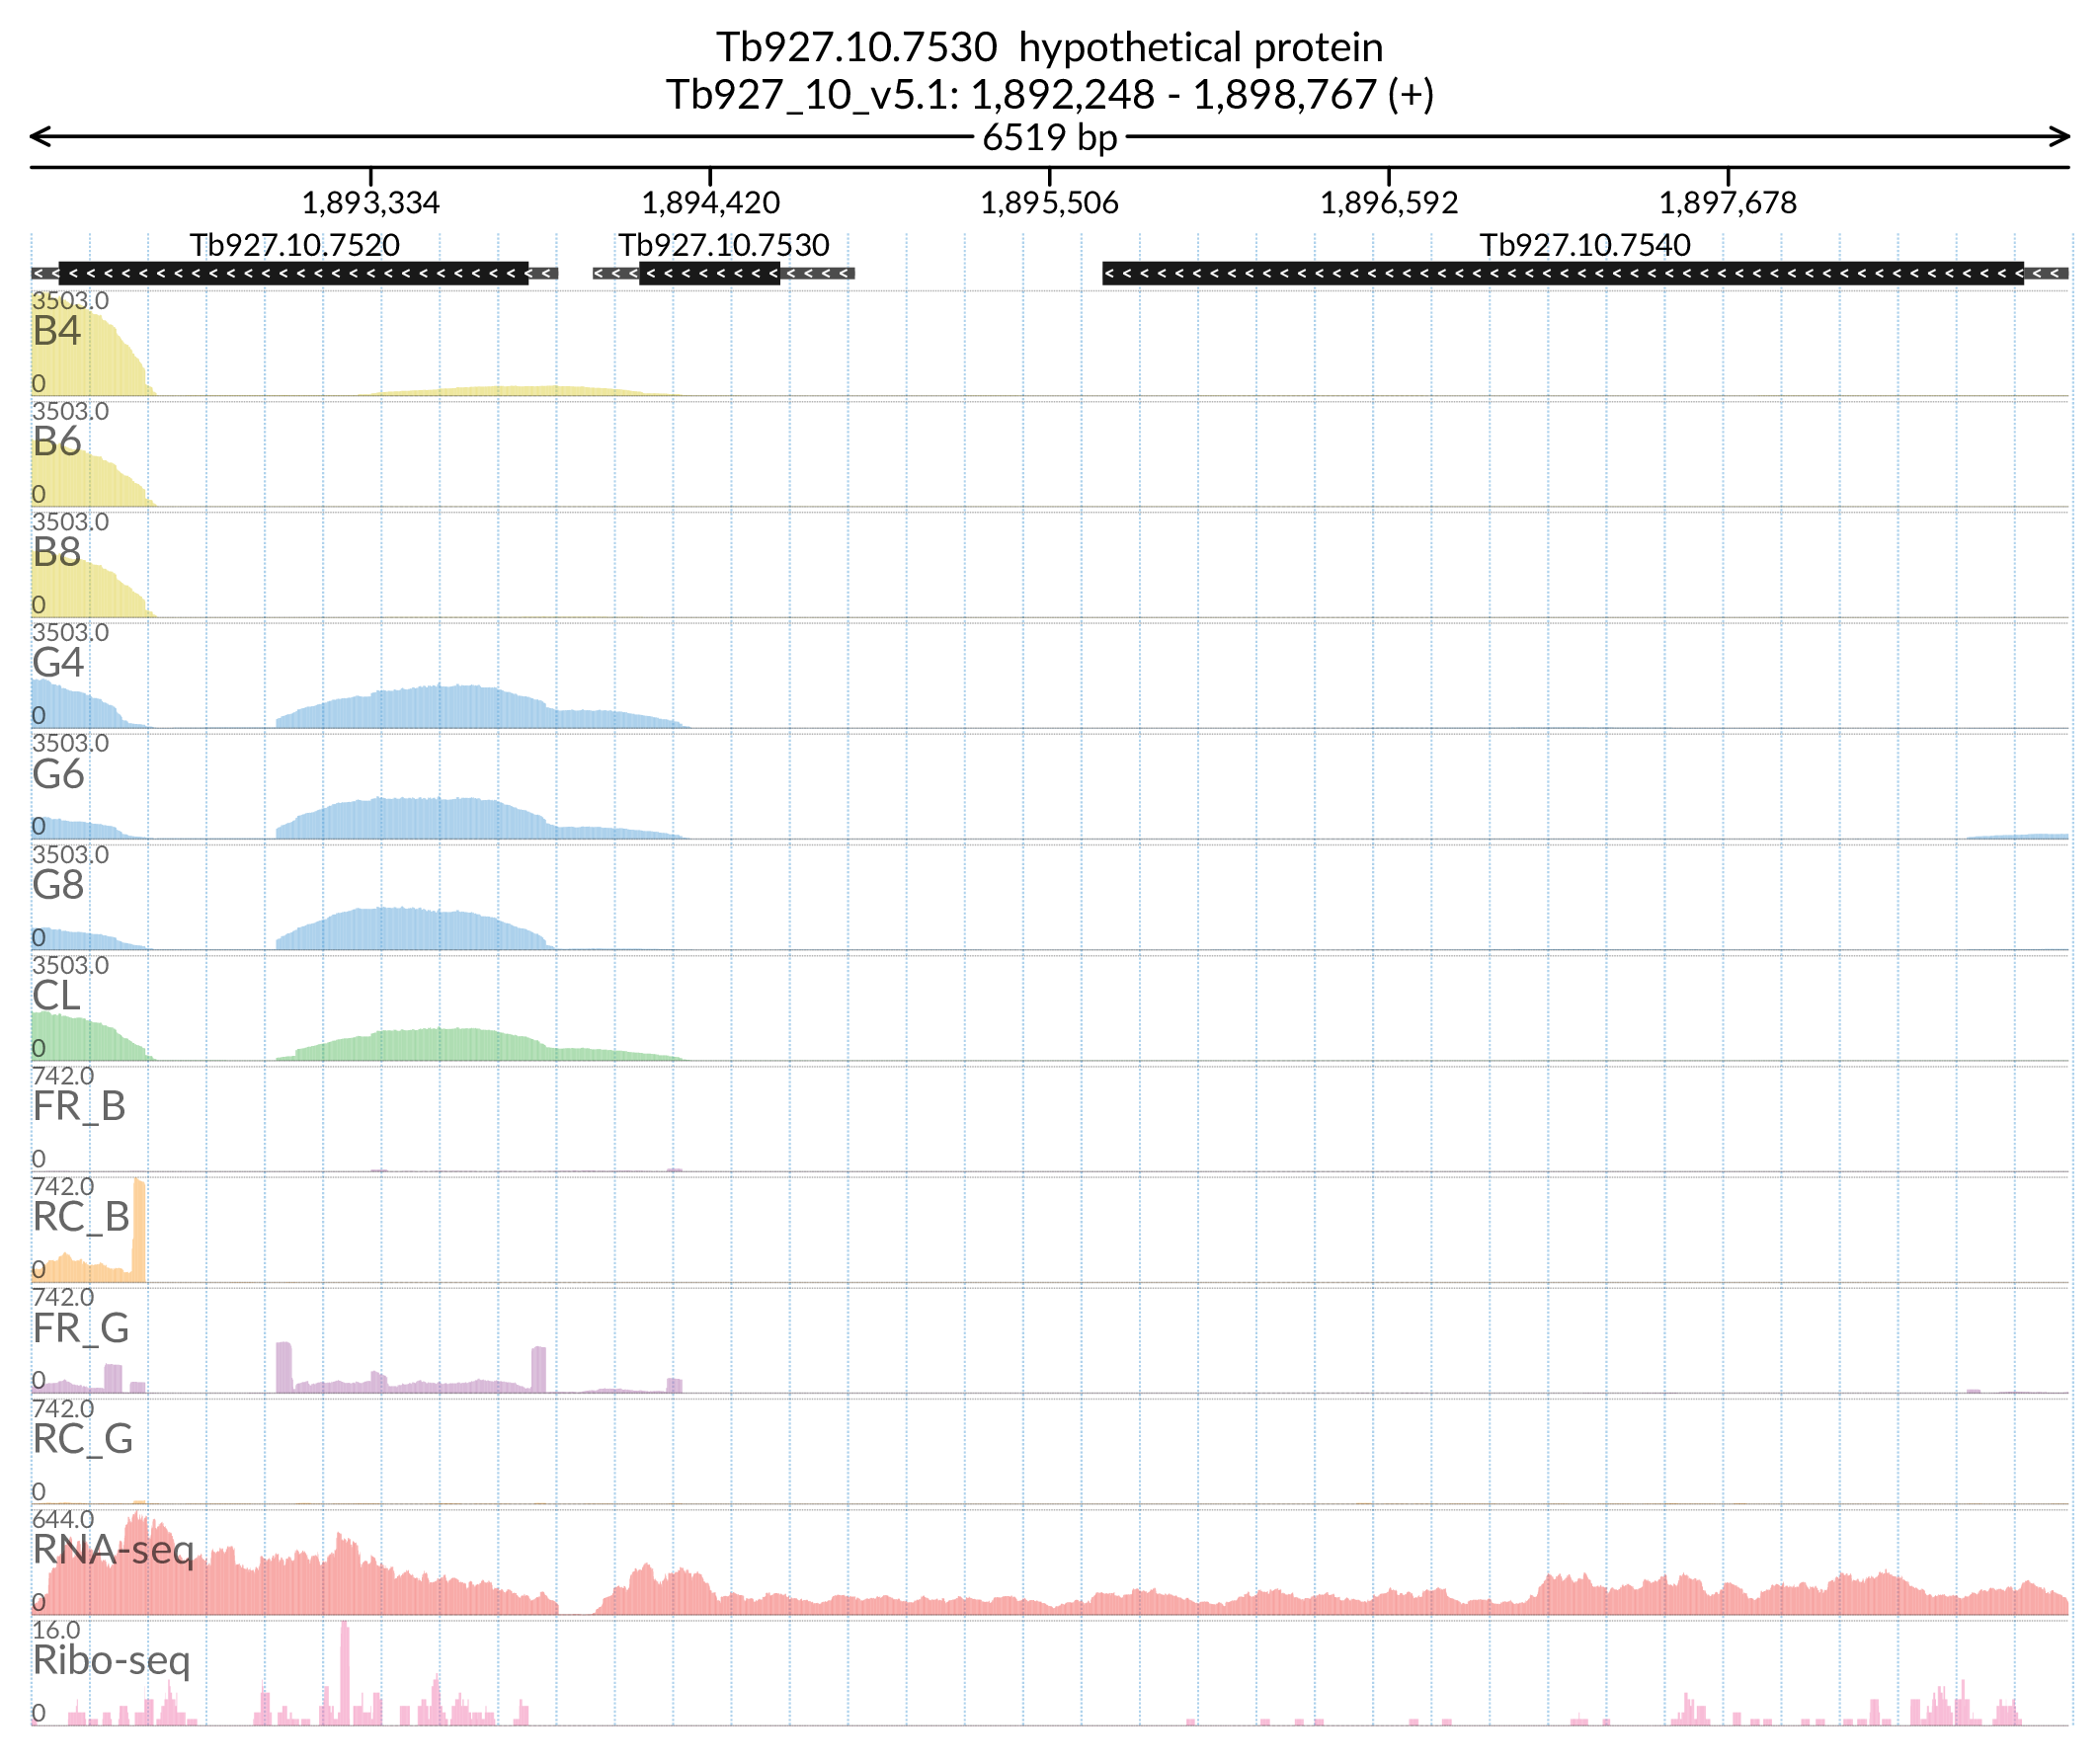 Tb927.10.7530  hypothetical protein
Tb927_10_v5.1: 1,892,248 - 1,898,767 (+)
6519 bp
1,893,334 1,894,420 1,895,506 1,896,592 1,897,678
Tb927.10.7520 Tb927.10.7530 Tb927.10.7540
3503.0
B4
0
3503.0
B6
0
3503.0
B8
0
3503.0
G4
0
3503.0
G6
0
3503.0
G8
0
3503.0
CL
0
742.0
FR_B
0
742.0
RC_B
0
742.0
FR_G
0
742.0
RC_G
0
644.0
RNA-seq
0
16.0
Ribo-seq
0